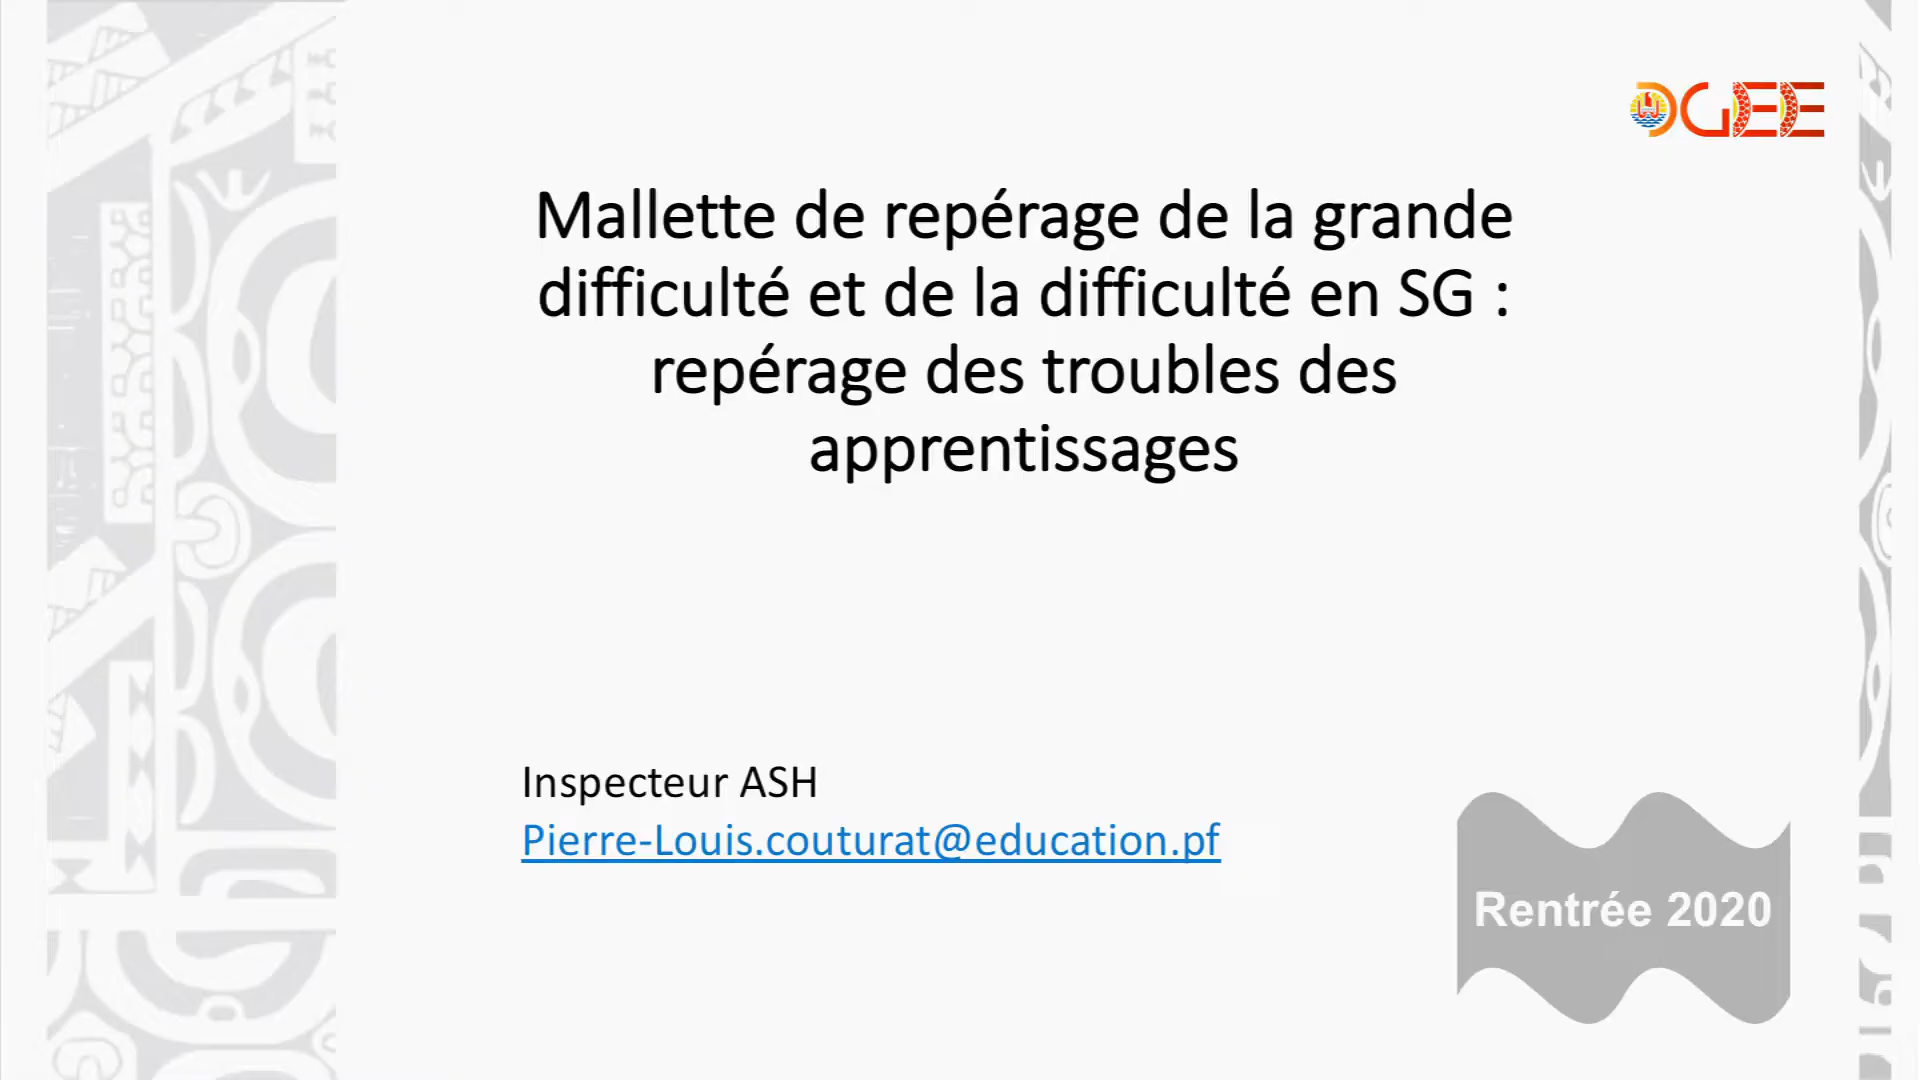 DGEE
Mallette de repérage de la grande
difficulté et de la difficulté en SG :
repérage des troubles des
apprentissages
Inspecteur ASH
Pierre-Louis.couturat@education.pf
Rentrée 2020